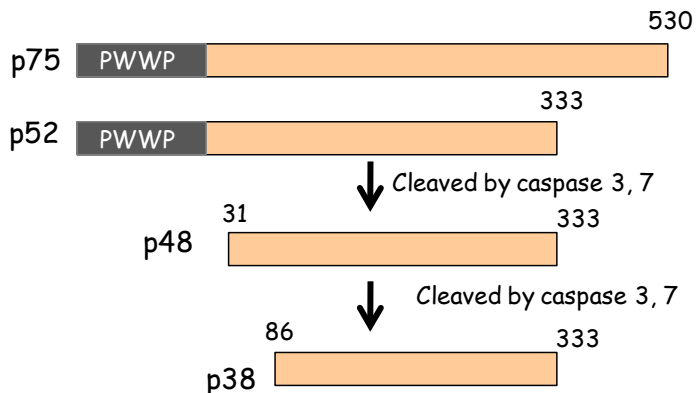 530
p75 PWWP
333
p52 PWWP
Cleaved by caspase 3, 7
31 333
p48
Cleaved by caspase 3, 7
86 333
p38